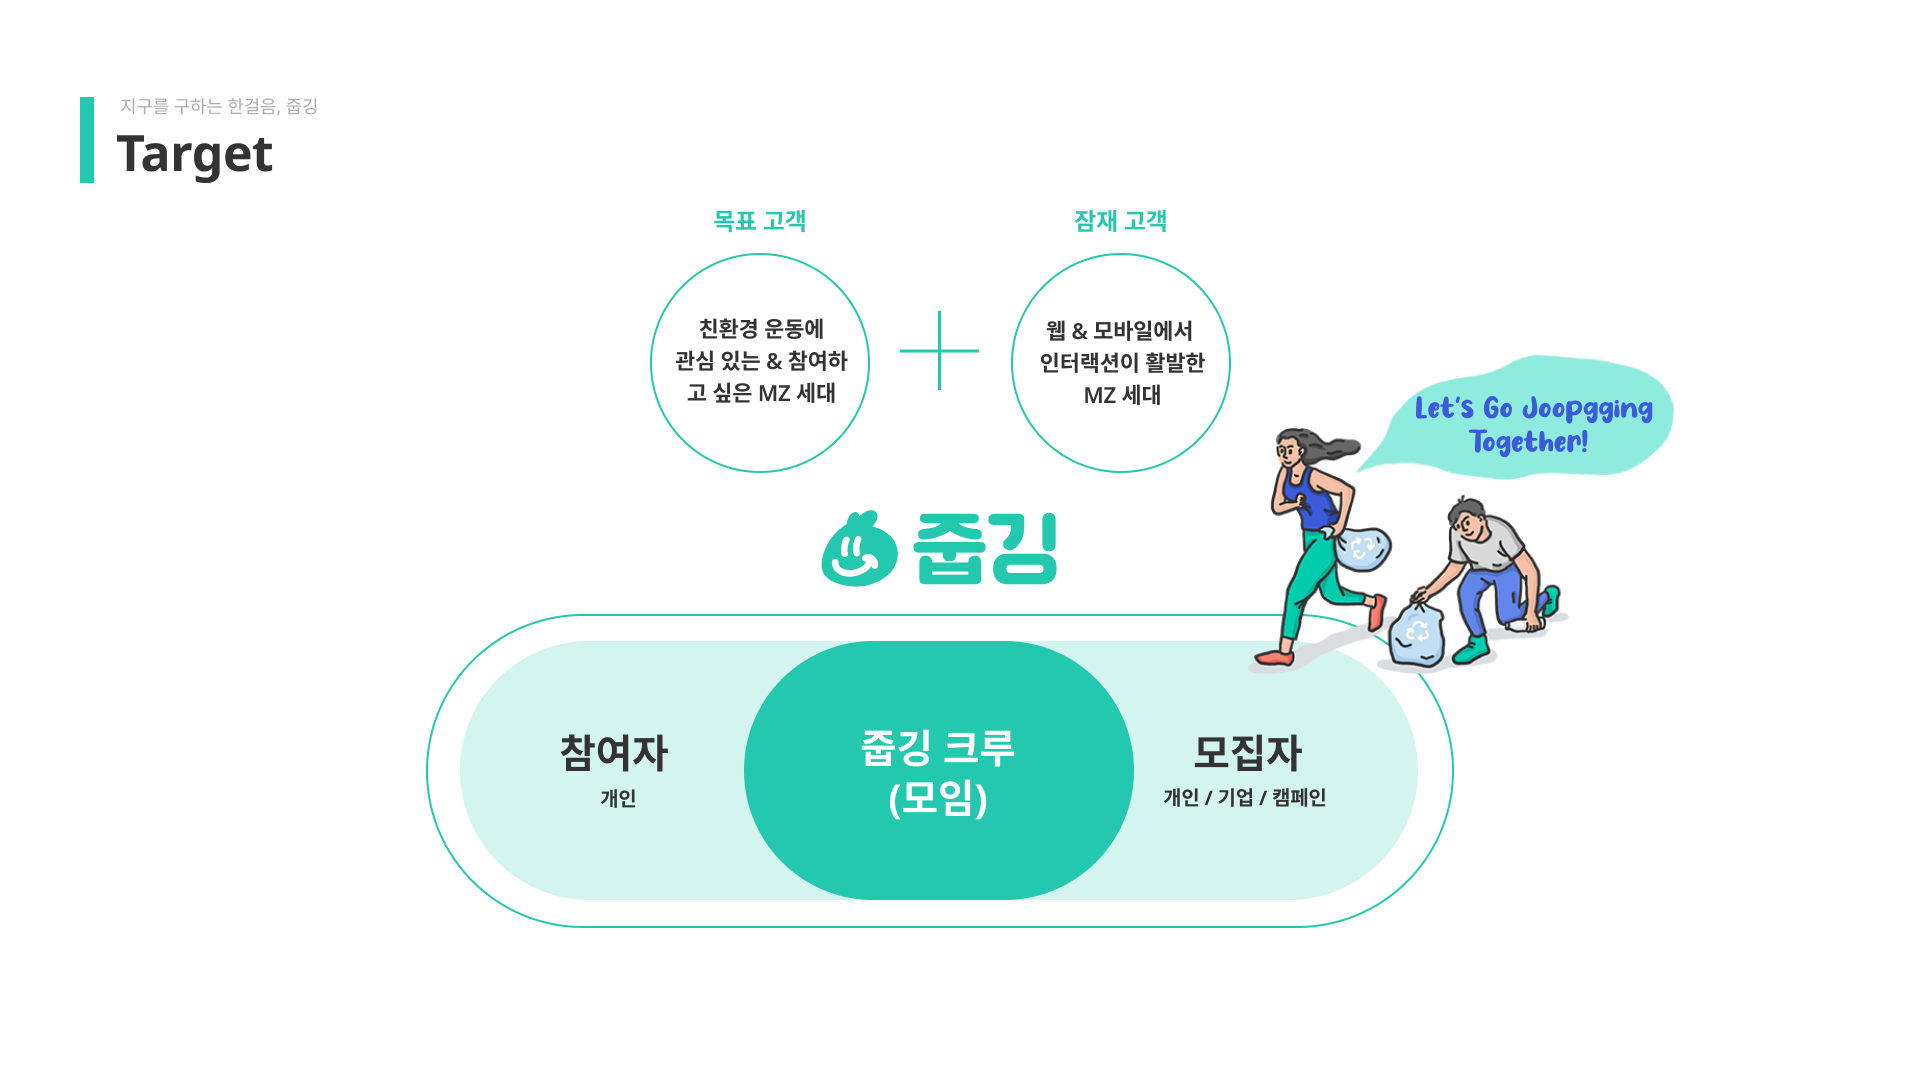 지구를 구하는 한걸음, 줍깅
Target
목표 고객
친환경 운동에
관심 있는 & 참여하
고 싶은 MZ 세대
잠재 고객
웹 & 모바일에서
인터랙션이 활발한
MZ 세대
Let's Go Joopgging
Together!
줍깅
참여자
개인
줍깅 크루
(모임)
모집자
개인 / 기업 / 캠페인